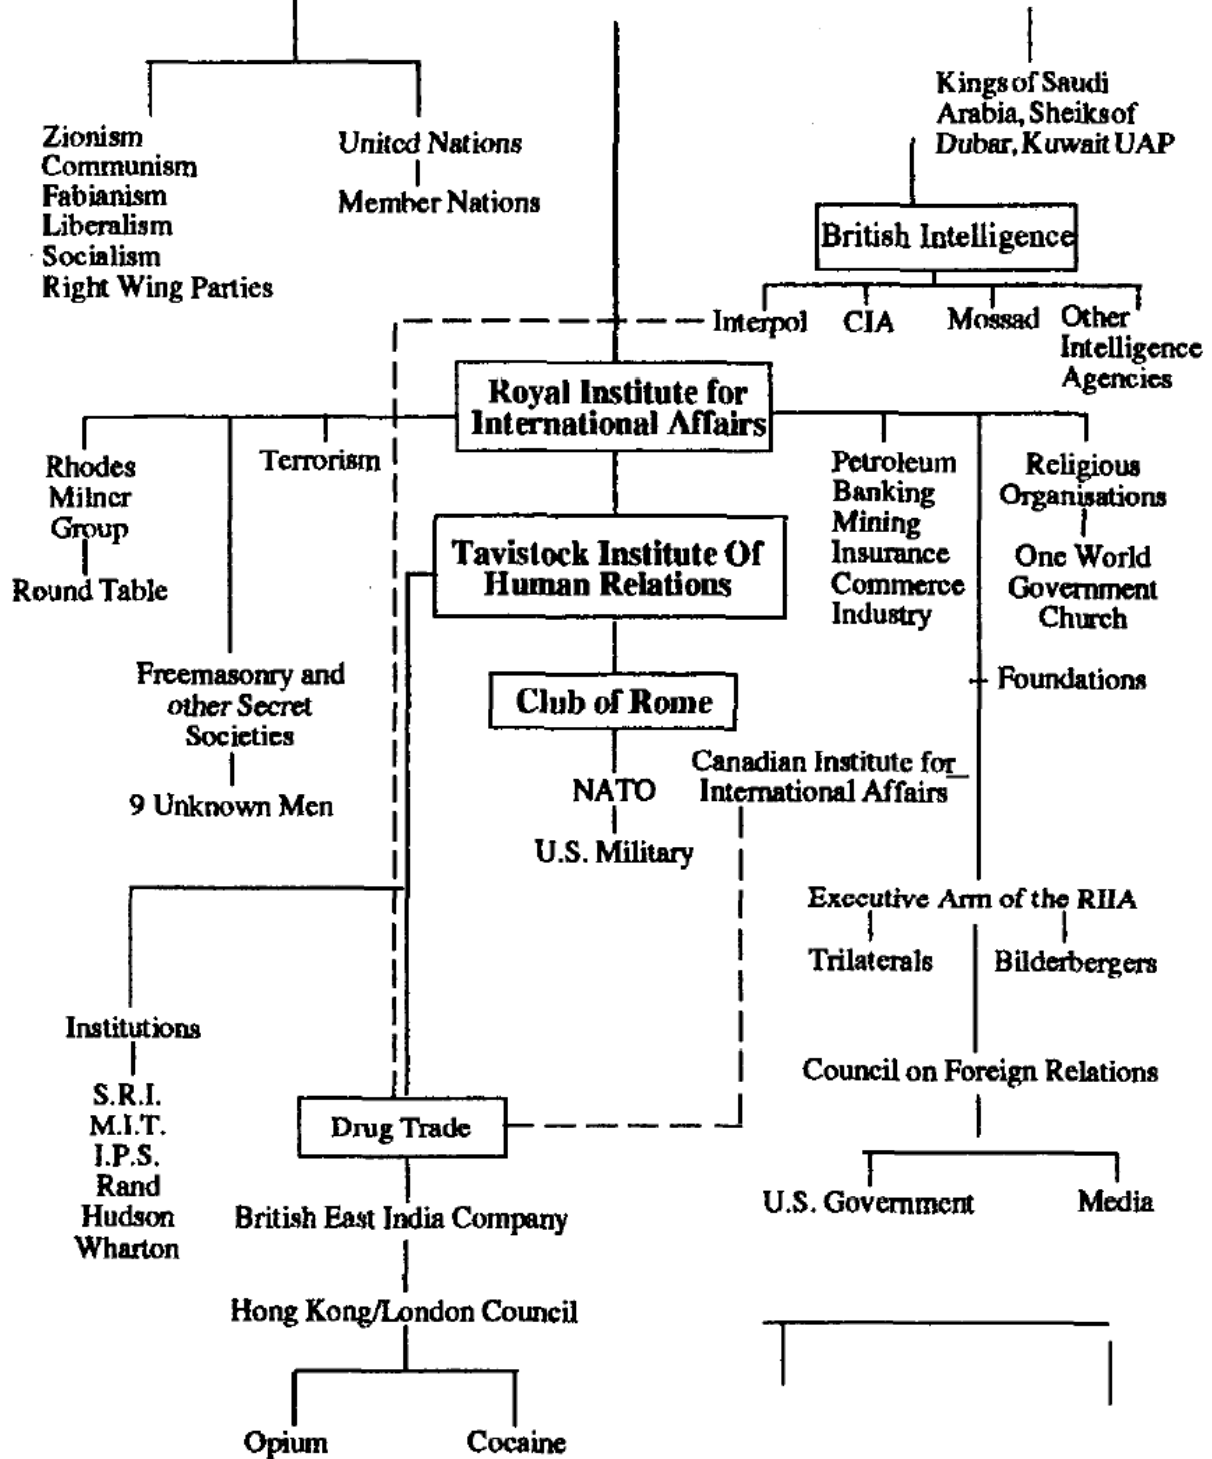 Zionism
Communism
Fabianism
Liberalism
Socialism
Right Wing Parties
United Nations
Member Nations
Kings of Saudi
Arabia, Sheiks of
Dubar, Kuwait UAP
British Intelligence
Interpol
CIA
Mossad
Other
Intelligence
Agencies
Royal Institute for
International Affairs
Rhodes
Milner
Group
Round Table
Terrorism
Freemasonry and
other Secret
Societies
9 Unknown Men
Tavistock Institute Of
Human Relations
Club of Rome
NATO
U.S. Military
Petroleum
Banking
Mining
Insurance
Commerce
Industry
Religious
Organisations
One World
Government
Church
Foundations
Canadian Institute for
International Affairs
Executive Arm of the RIIA
Trilaterals
Bilderbergers
Council on Foreign Relations
U.S. Government
Media
Institutions
S.R.I.
M.I.T.
I.P.S.
Rand
Hudson
Wharton
Drug Trade
British East India Company
Hong Kong/London Council
Opium
Cocaine